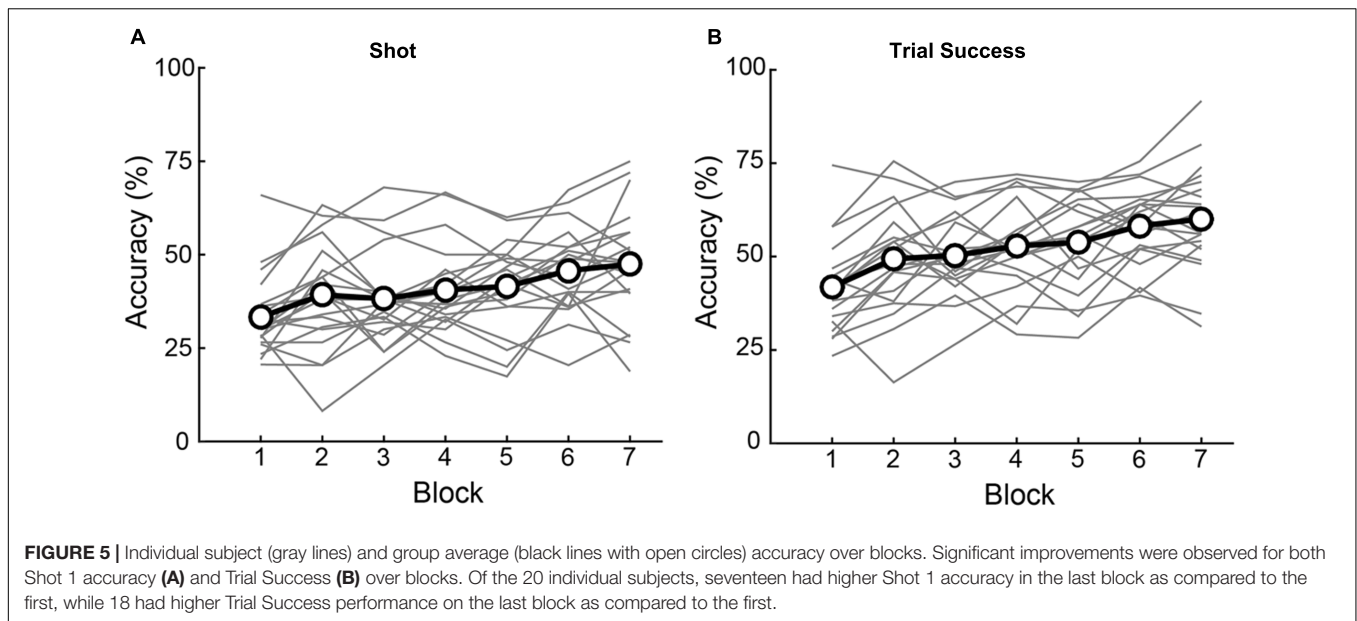 A
Shot
100
75
50
25
0
Accuracy (%)
1 2 3 4 5 6 7
Block
B
Trial Success
100
75
50
25
0
Accuracy (%)
1 2 3 4 5 6 7
Block
FIGURE 5 | Individual subject (gray lines) and group average (black lines with open circles) accuracy over blocks. Significant improvements were observed for both
Shot 1 accuracy (A) and Trial Success (B) over blocks. Of the 20 individual subjects, seventeen had higher Shot 1 accuracy in the last block as compared to the
first, while 18 had higher Trial Success performance on the last block as compared to the first.